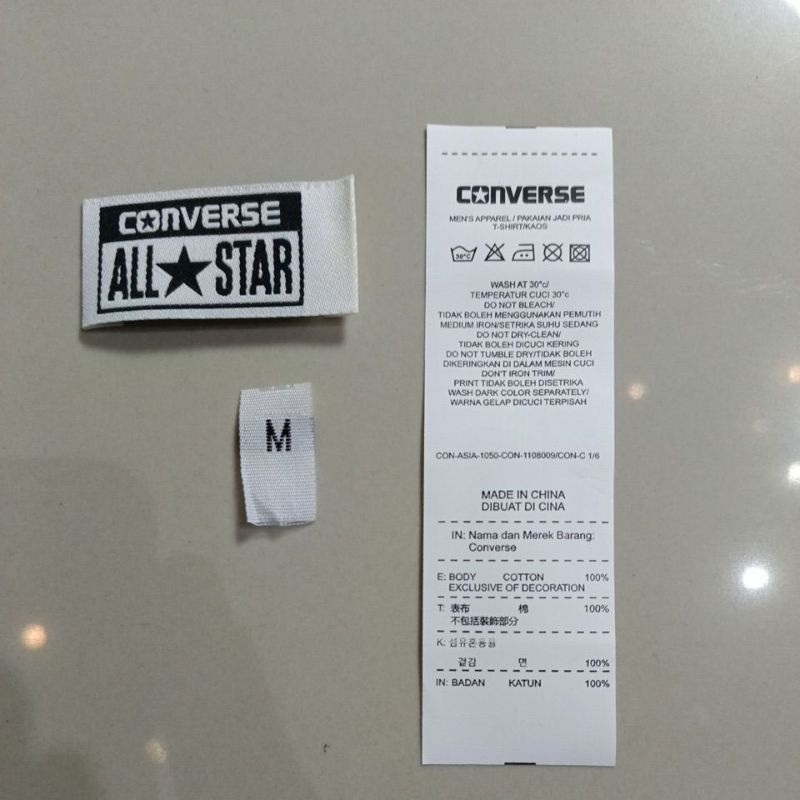 CONVERSE
ALL★STAR
M
CONVERSE
MEN'S APPAREL / PAKAIAN JADI PRIA
T-SHIRT/KAOS
30°C
WASH AT 30°c/
TEMPERATUR CUCI 30°c
DO NOT BLEACH/
TIDAK BOLEH MENGGUNAKAN PEMUTIH
MEDIUM IRON/SETRIKA SUHU SEDANG
DO NOT DRY-CLEAN/
TIDAK BOLEH DICUCI KERING
DO NOT TUMBLE DRY/TIDAK BOLEH
DIKERINGKAN DI DALAM MESIN CUCI
DON'T IRON TRIM/
PRINT TIDAK BOLEH DISETRIKA
WASH DARK COLOR SEPARATELY/
WARNA GELAP DICUCI TERPISAH
CON-ASIA-1050-CON-1108009/CON-C 1/6
MADE IN CHINA
DIBUAT DI CINA
IN: Nama dan Merek Barang:
Converse
E: BODY COTTON 100%
EXCLUSIVE OF DECORATION
T: 表布 棉 100%
不包括裝飾部分
K: 섬유혼용율
겉감 면 100%
IN: BADAN KATUN 100%